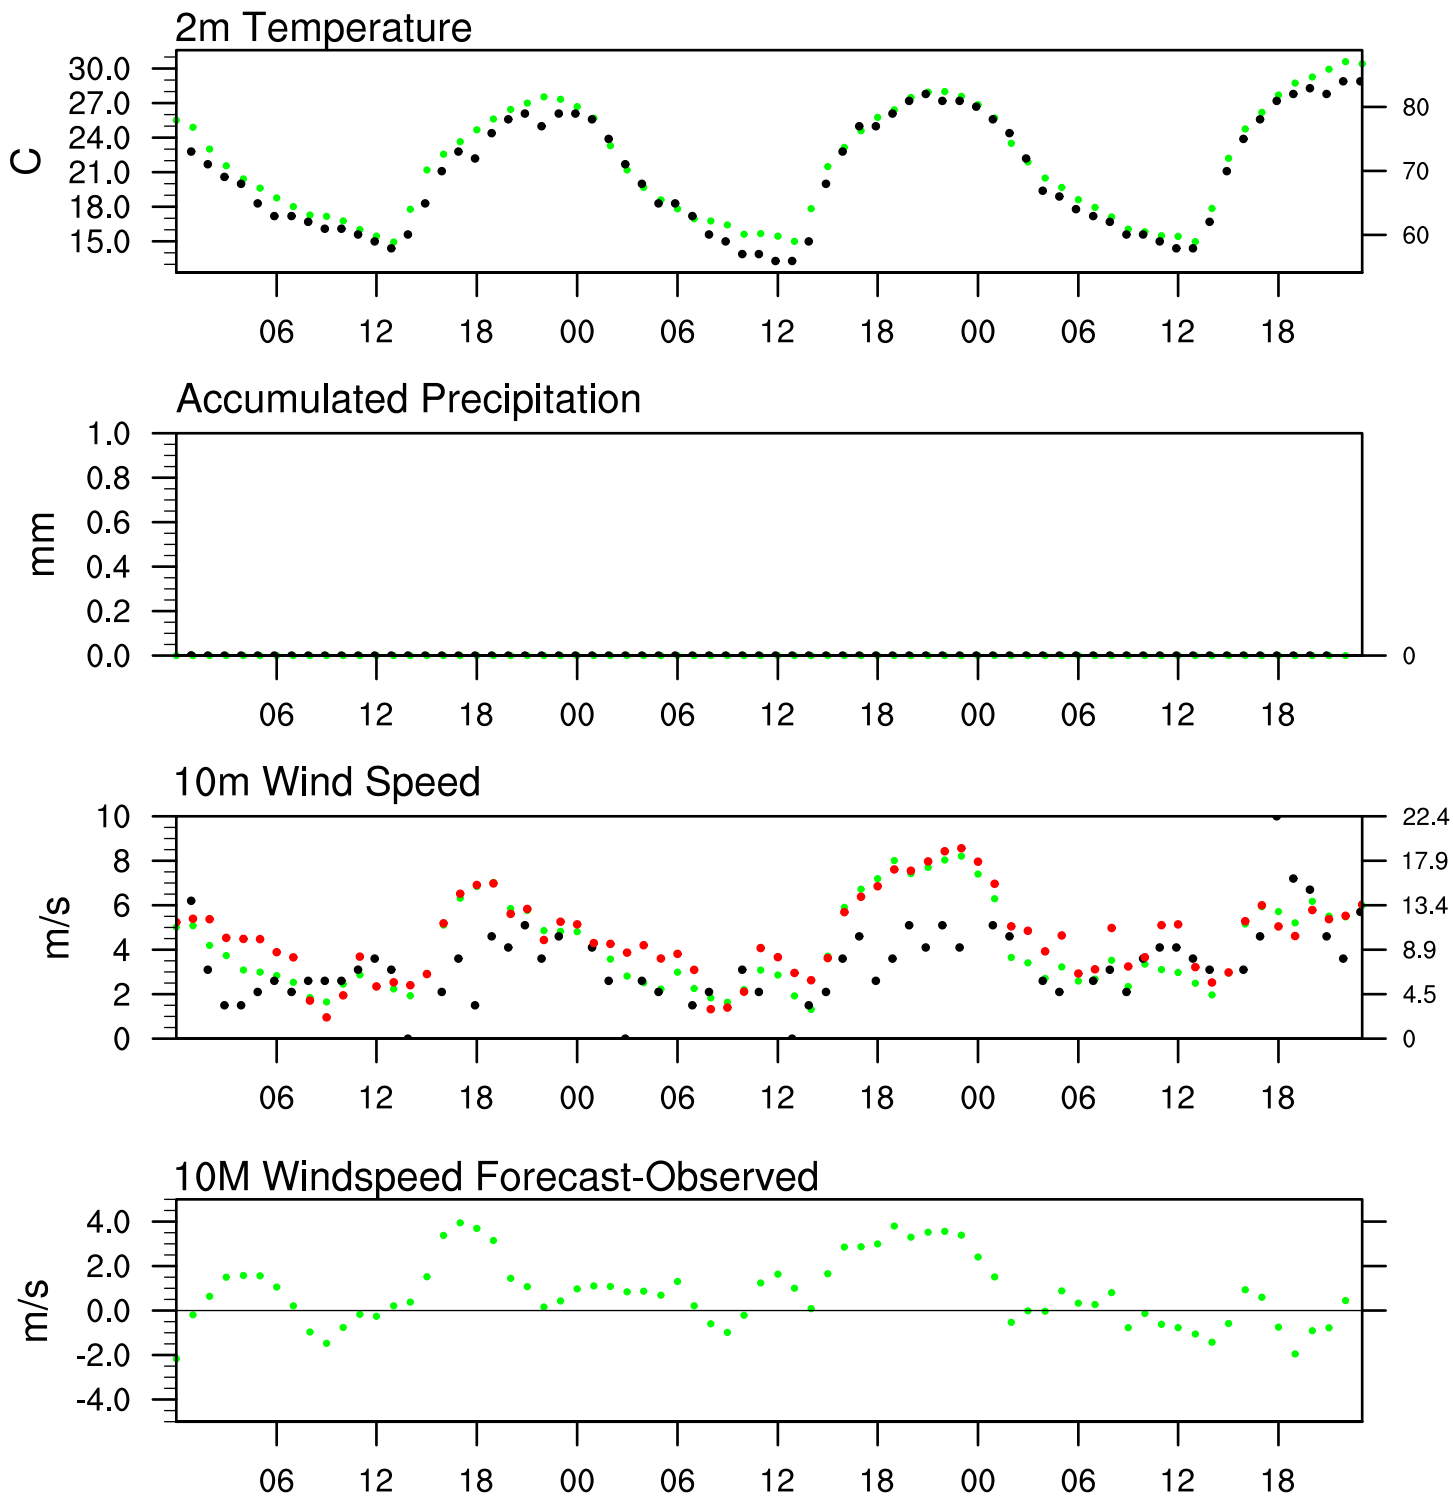 2m Temperature
30.0
27.0
24.0
21.0
18.0
15.0
C
80
70
60
06 12 18 00 06 12 18 00 06 12 18
Accumulated Precipitation
1.0
0.8
0.6
0.4
0.2
0.0
mm
0
06 12 18 00 06 12 18 00 06 12 18
10m Wind Speed
10
8
6
4
2
0
m/s
22.4
17.9
13.4
8.9
4.5
0
06 12 18 00 06 12 18 00 06 12 18
10M Windspeed Forecast-Observed
4.0
2.0
0.0
-2.0
-4.0
m/s
06 12 18 00 06 12 18 00 06 12 18